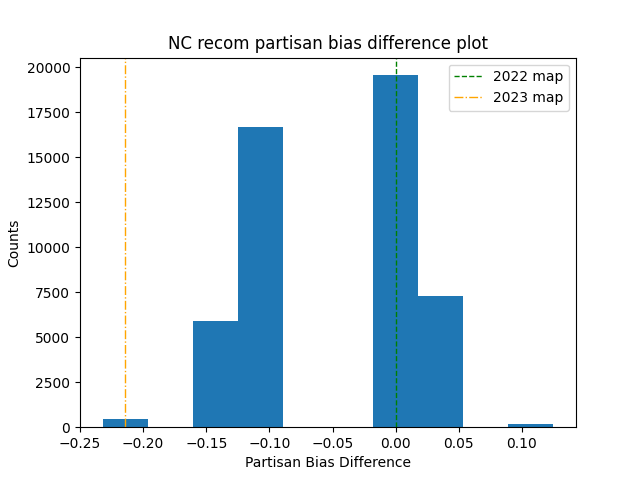 NC recom partisan bias difference plot
2022 map
2023 map
20000
17500
15000
12500
10000
7500
5000
2500
0
Counts
−0.25 −0.20 −0.15 −0.10 −0.05 0.00 0.05 0.10
Partisan Bias Difference